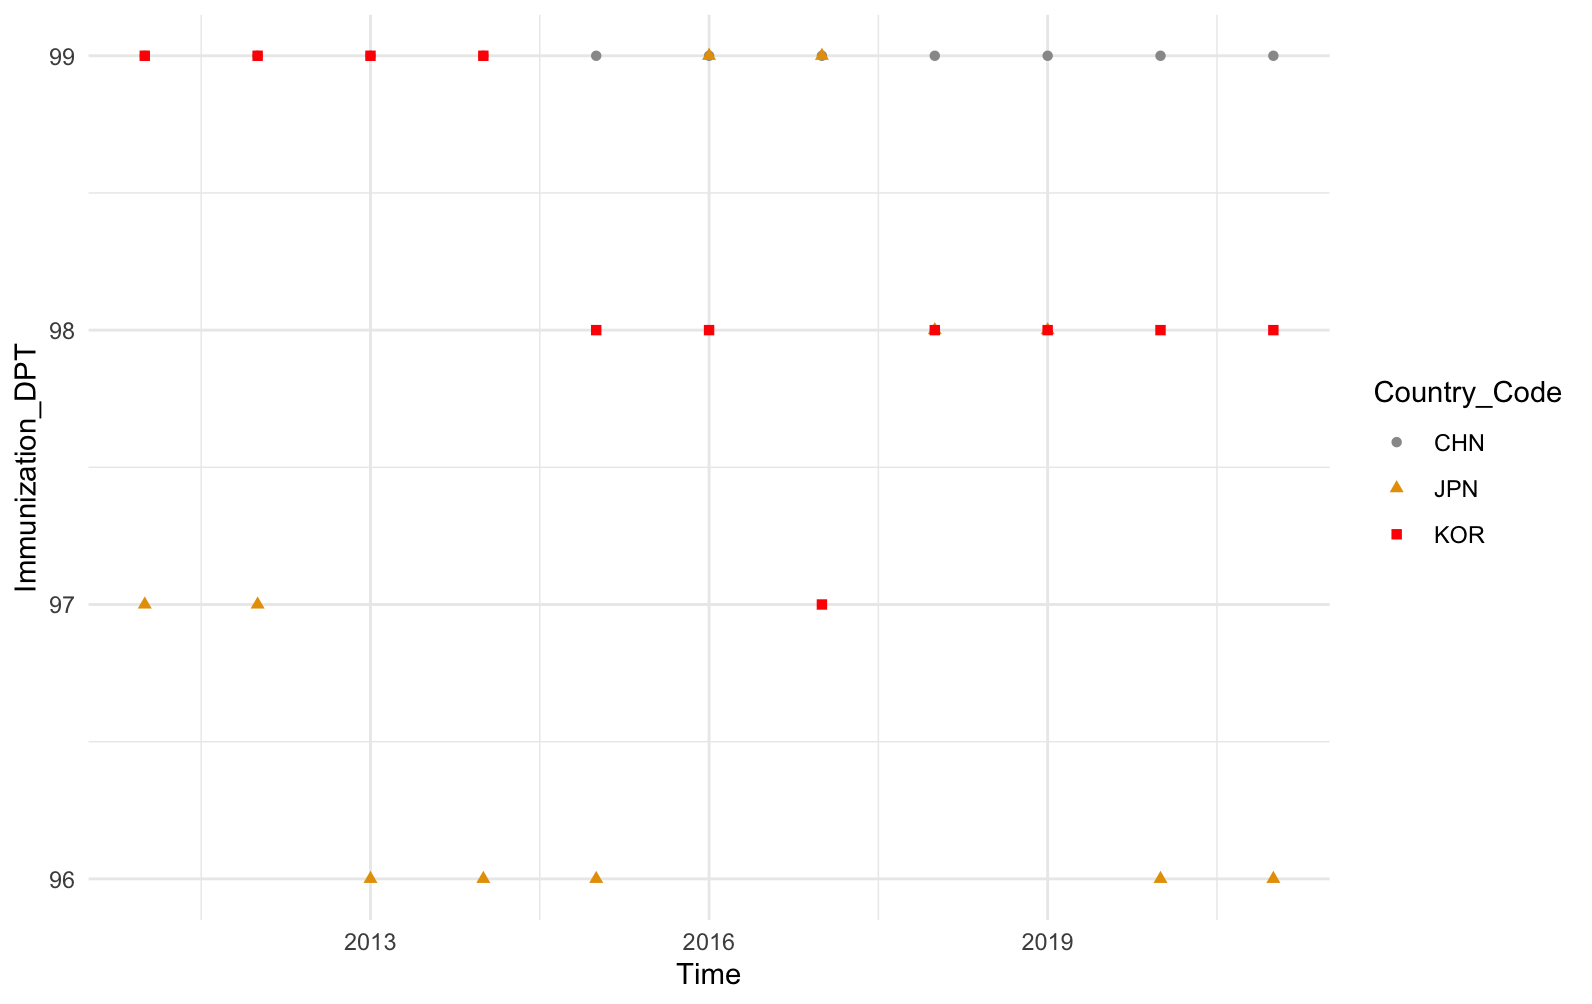 99
98
97
96
Immunization_DPT
2013
2016
2019
Time
Country_Code
CHN
JPN
KOR